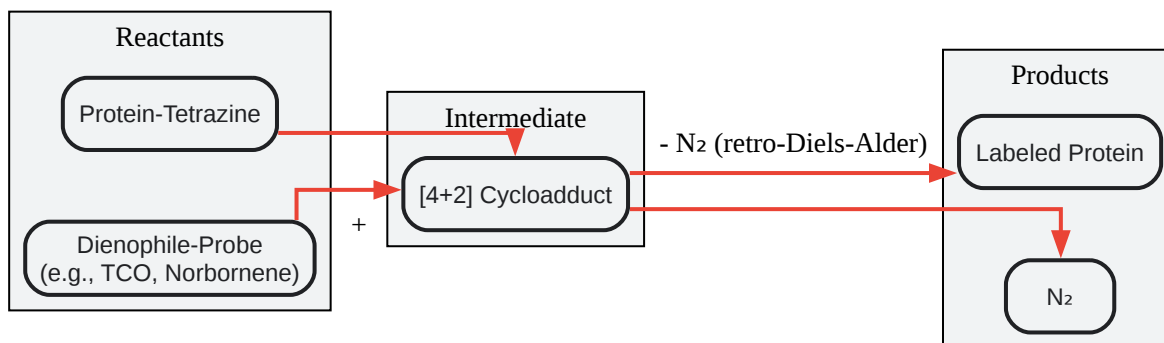 Reactants
Protein-Tetrazine
Dienophile-Probe
(e.g., TCO, Norbornene)
+
Intermediate
[4+2] Cycloadduct
- N₂ (retro-Diels-Alder)
Products
Labeled Protein
N₂